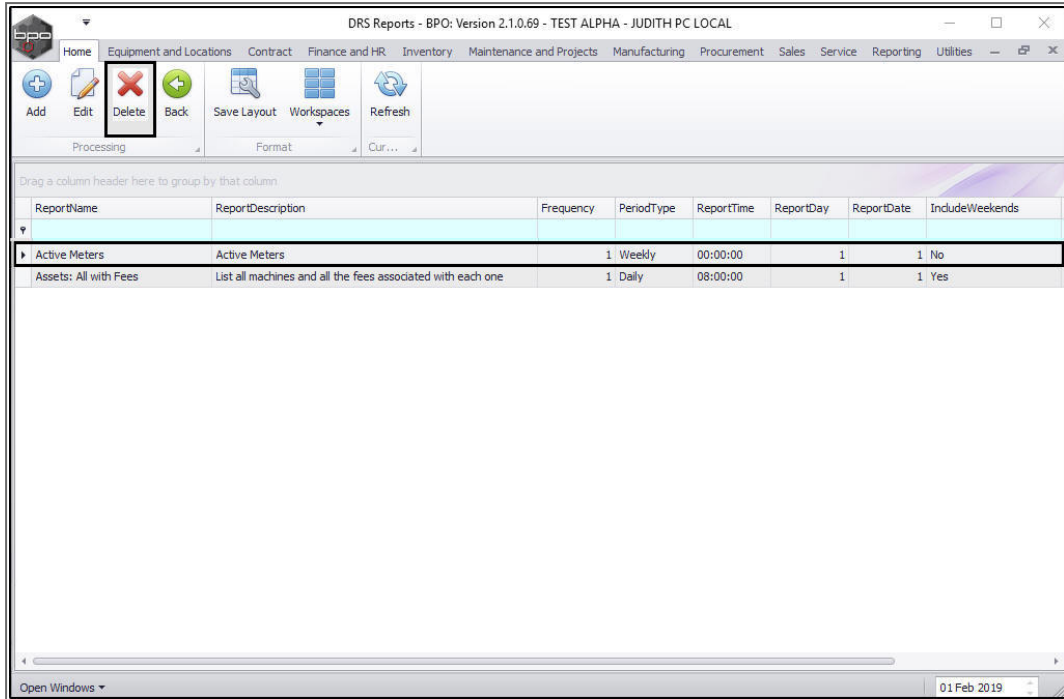 bpo
DRS Reports - BPO: Version 2.1.0.69 - TEST ALPHA - JUDITH PC LOCAL
Home Equipment and Locations Contract Finance and HR Inventory Maintenance and Projects Manufacturing Procurement Sales Service Reporting Utilities
Add Edit Delete Back Save Layout Workspaces Refresh
Processing Format Cur...
Drag a column header here to group by that column
ReportName ReportDescription Frequency PeriodType ReportTime ReportDay ReportDate IncludeWeekends
Active Meters Active Meters 1 Weekly 00:00:00 1 1 No
Assets: All with Fees List all machines and all the fees associated with each one 1 Daily 08:00:00 1 1 Yes
Open Windows 01 Feb 2019